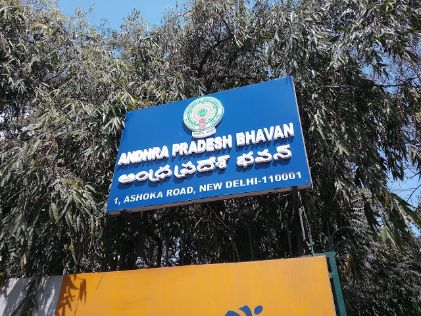 ANDHRA PRADESH BHAVAN
ఆంధ్రప్రదేశ్ భవన్
1, ASHOKA ROAD, NEW DELHI-110001